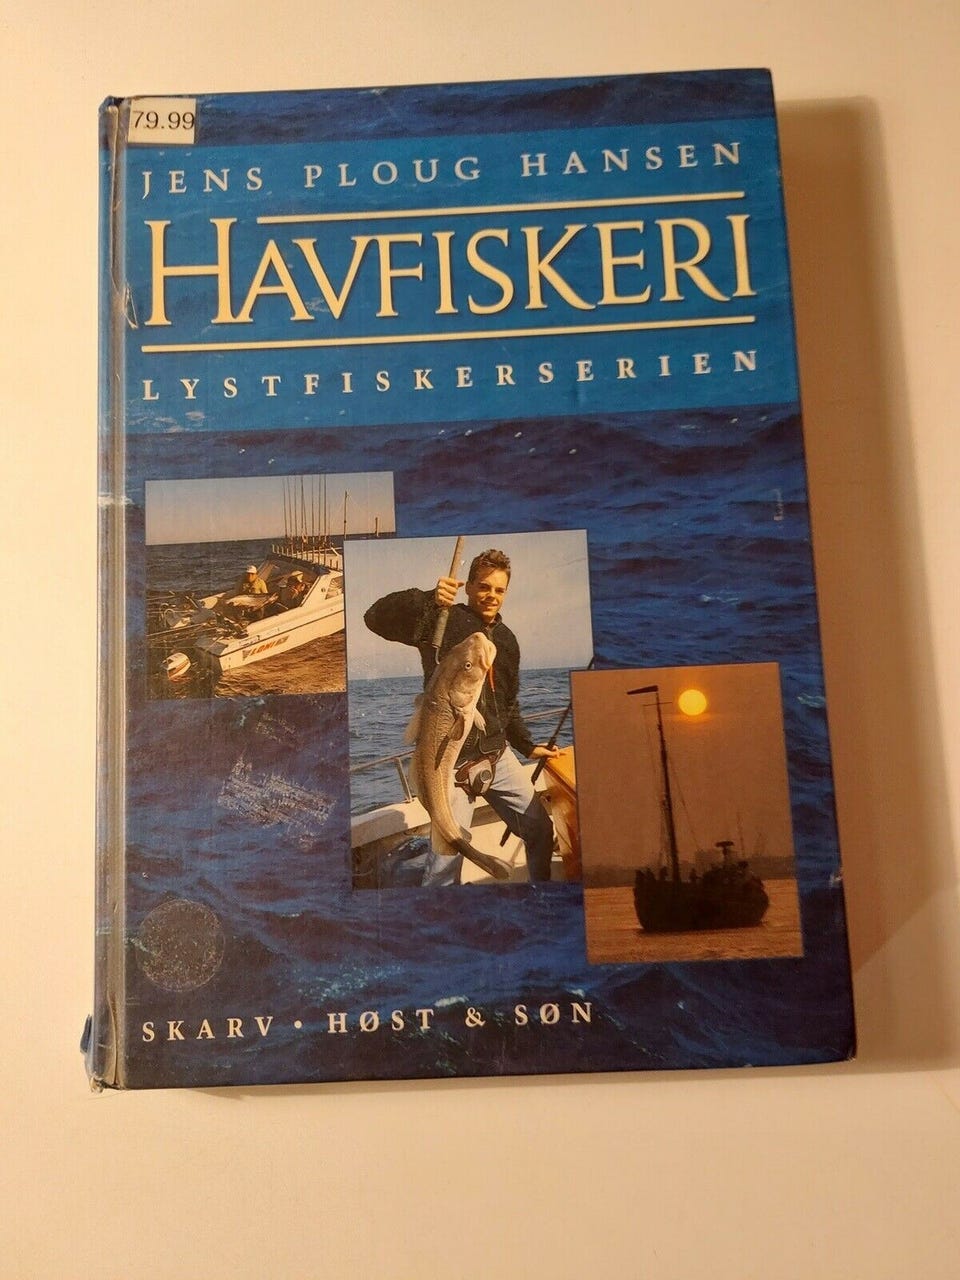 79.99
JENS PLOUG HANSEN
HAVFISKERI
LYSTFISKERSERIEN
SKARV • HØST & SØN